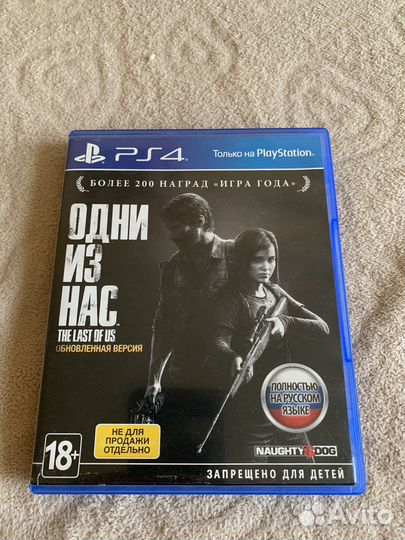 PS4
Только на PlayStation®
БОЛЕЕ 200 НАГРАД «ИГРА ГОДА»
ОДНИ
ИЗ
НАС
THE LAST OF US
ОБНОВЛЕННАЯ ВЕРСИЯ
ПОЛНОСТЬЮ
НА РУССКОМ
ЯЗЫКЕ
НЕ ДЛЯ
ПРОДАЖИ
ОТДЕЛЬНО
18+
NAUGHTY DOG
ЗАПРЕЩЕНО ДЛЯ ДЕТЕЙ
Avito